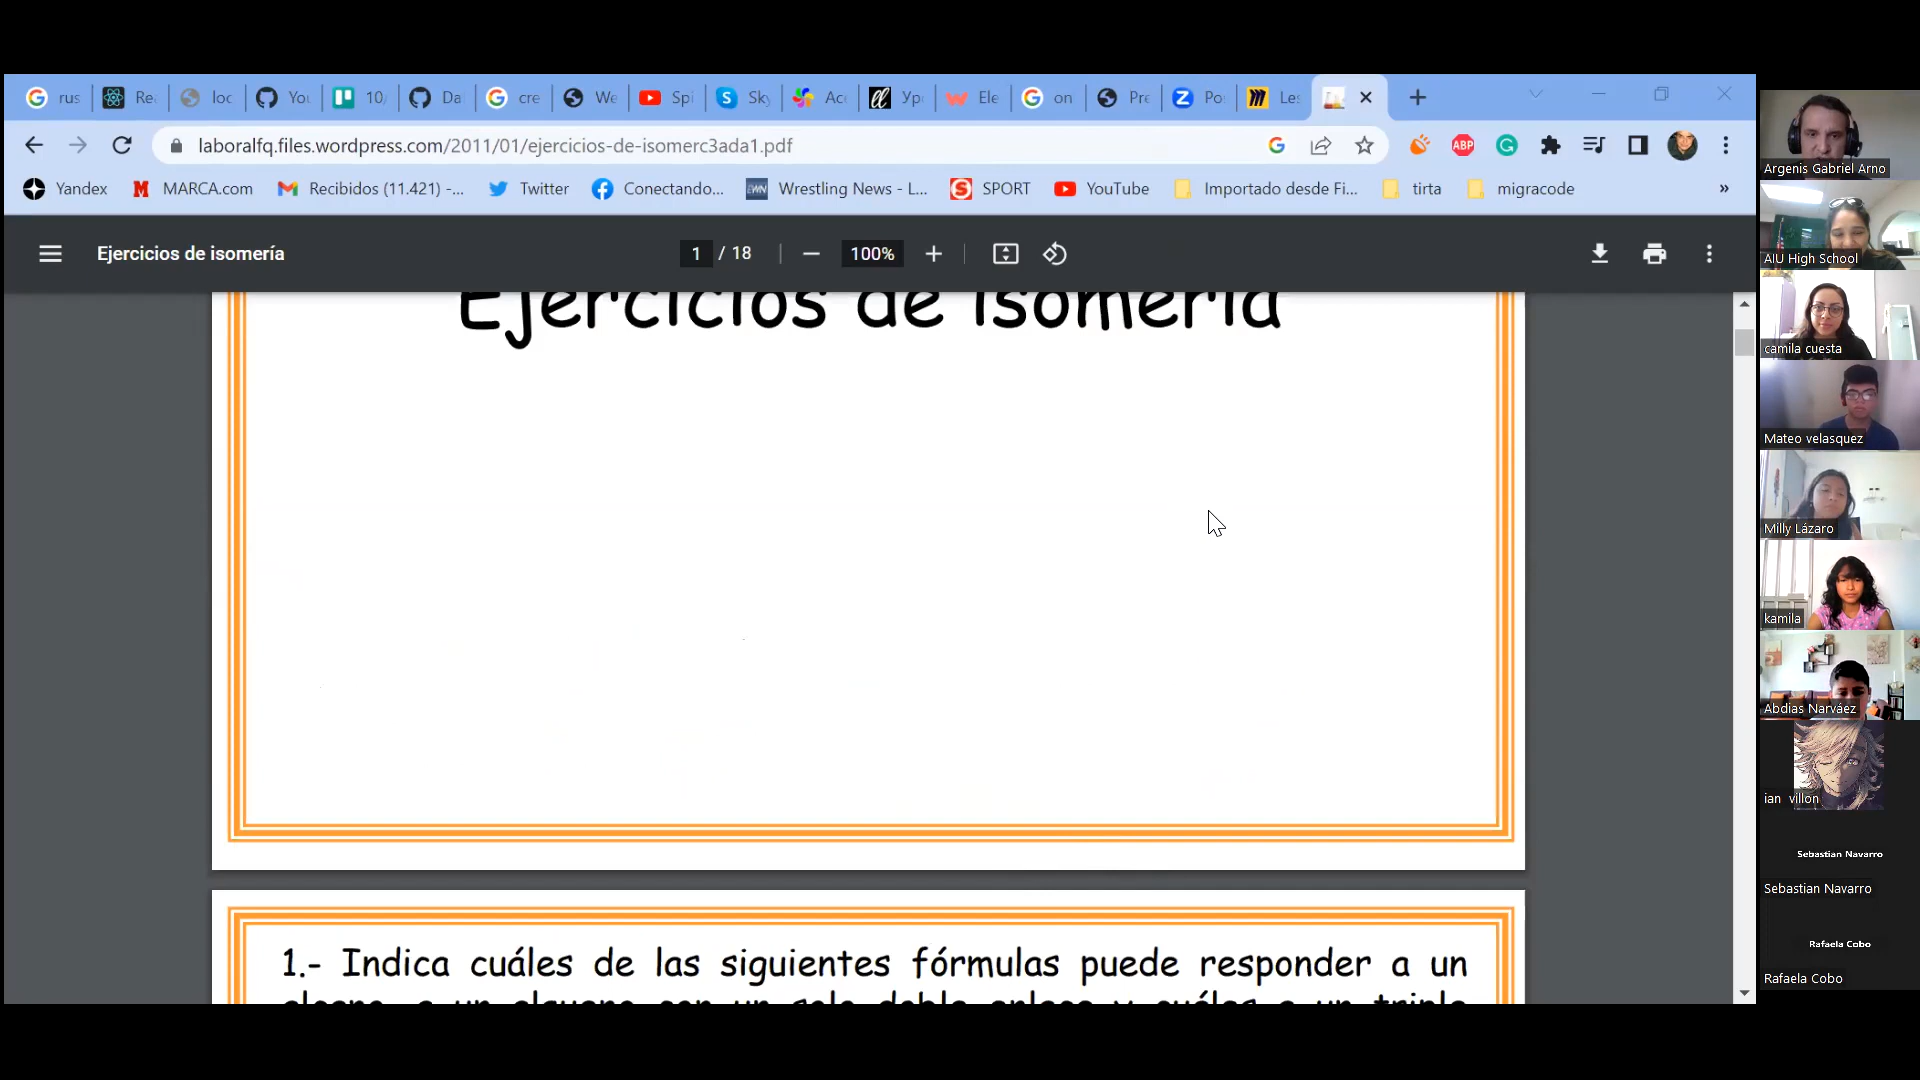 rus Re loc You 10/ Da cre We Spi Sky Acc Ele on Pre Po Les
laboralfq.files.wordpress.com/2011/01/ejercicios-de-isomerc3ada1.pdf
ABP
Yandex MARCA.com Recibidos (11.421) -... Twitter Conectando... Wrestling News - L... SPORT YouTube Importado desde Fi... tirta migracode »
Ejercicios de isomería 1 / 18 100%
Ejercicios de isomería
1.- Indica cuáles de las siguientes fórmulas puede responder a un
Argenis Gabriel Arno
AIU High School
camila cuesta
Mateo velasquez
Milly Lázaro
kamila
Abdias Narváez
ian villon
Sebastian Navarro
Sebastian Navarro
Rafaela Cobo
Rafaela Cobo